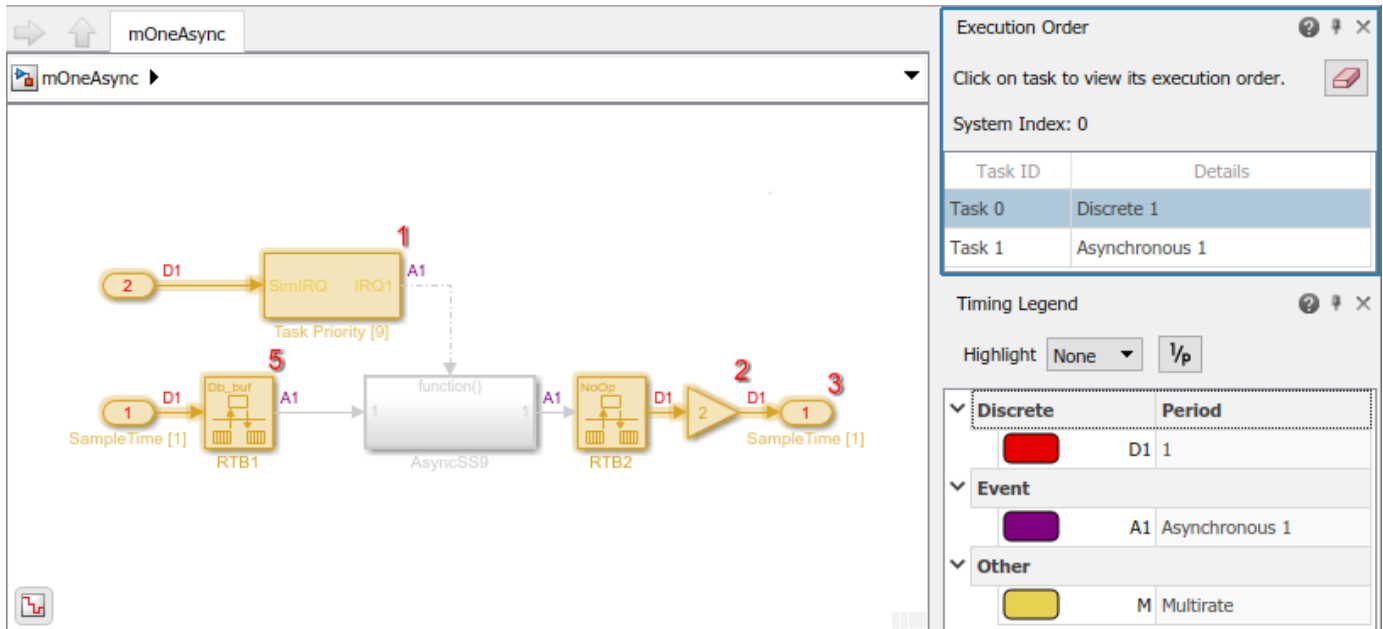 mOneAsync
mOneAsync
1
D1
2
SimIRQ IRQ1
A1
Task Priority [9]
5
D1
1
SampleTime [1]
Db_buf
A1
RTB1
function()
1 1
AsyncSS9
A1
NoOp
RTB2
D1
2
2
D1
3
1
SampleTime [1]
Execution Order
Click on task to view its execution order.
System Index: 0
Task ID Details
Task 0 Discrete 1
Task 1 Asynchronous 1
Timing Legend
Highlight None 1/P
Discrete Period
D1 1
Event
A1 Asynchronous 1
Other
M Multirate